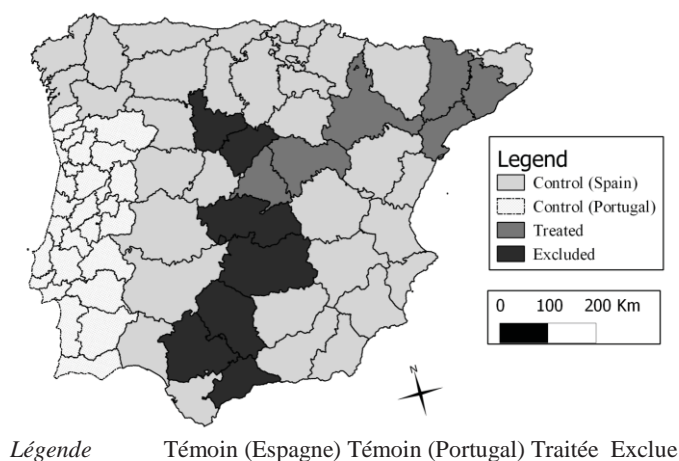 Legend
Control (Spain)
Control (Portugal)
Treated
Excluded
0 100 200 Km
N
Légende Témoin (Espagne) Témoin (Portugal) Traitée Exclue